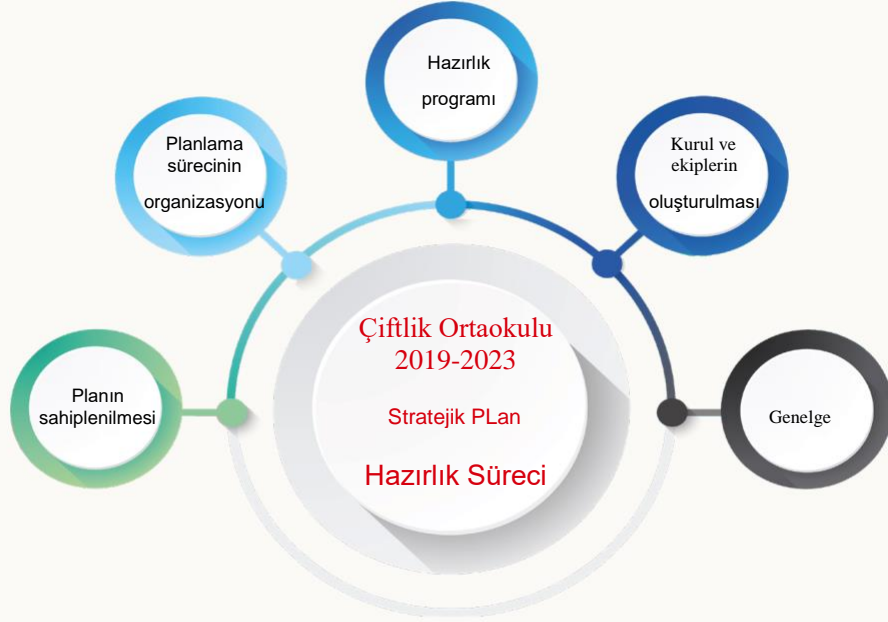 Hazırlık
programı
Planlama
sürecinin
organizasyonu
Kurul ve
ekiplerin
oluşturulması
Çiftlik Ortaokulu
2019-2023
Stratejik PLan
Hazırlık Süreci
Planın
sahiplenilmesi
Genelge